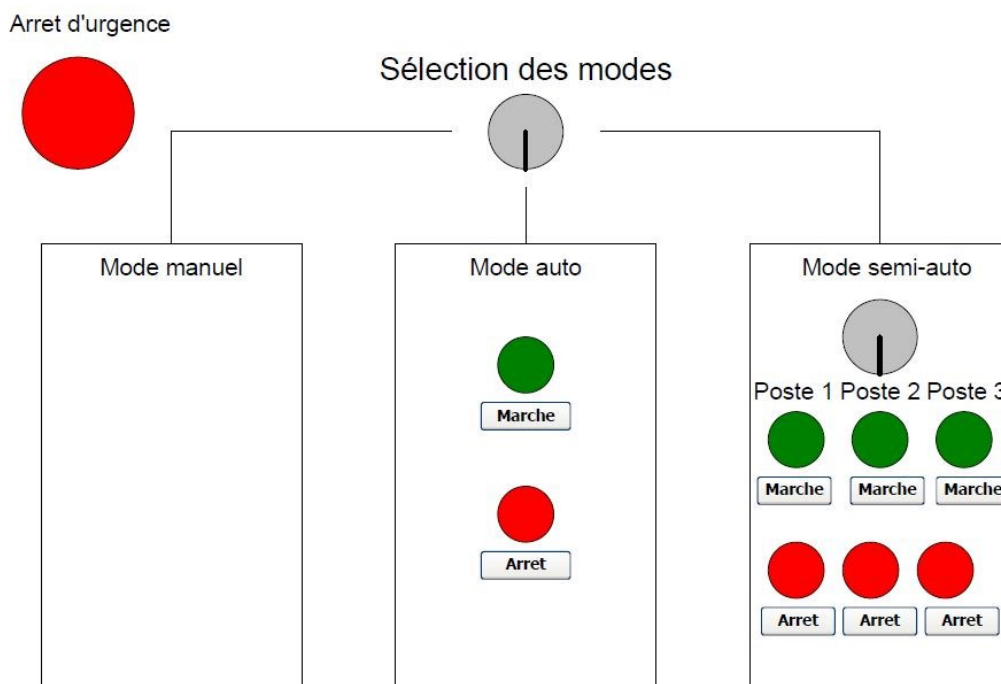 Arret d'urgence
Sélection des modes
Mode manuel
Mode auto
Mode semi-auto
Marche
Arret
Poste 1 Poste 2 Poste 3
Marche Marche Marche
Arret Arret Arret